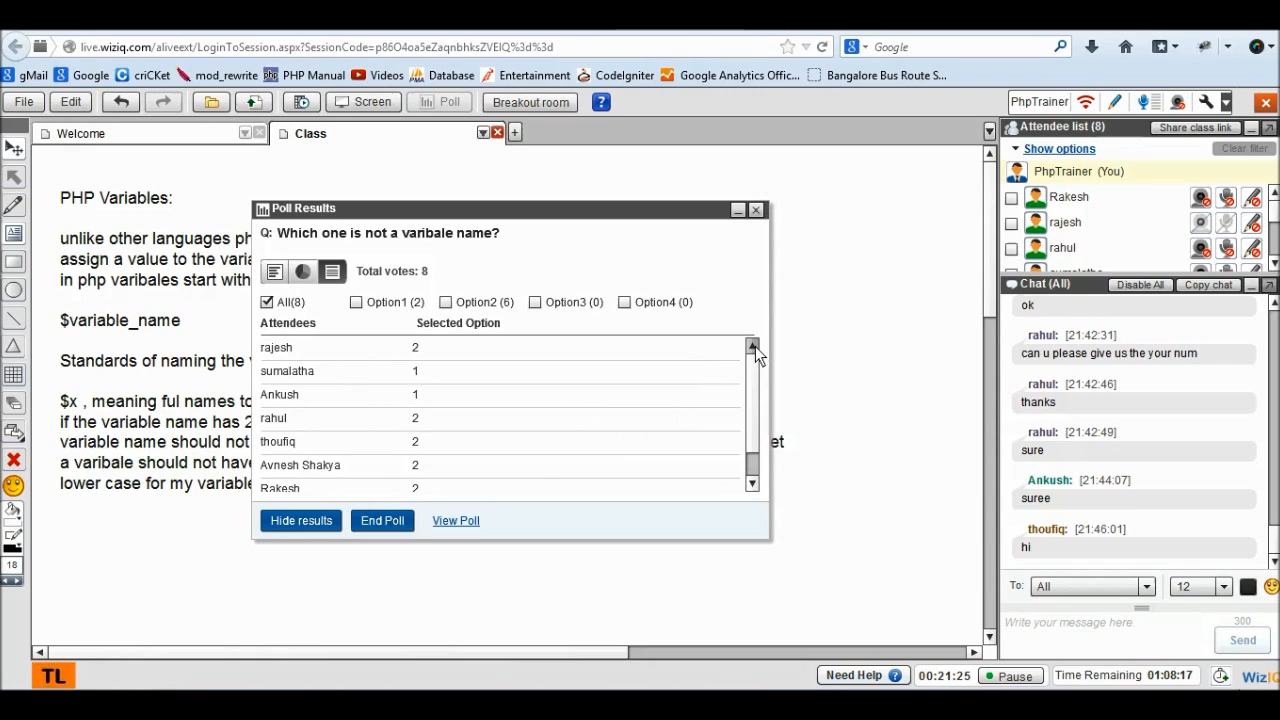 live.wiziq.com/aliveext/LoginToSession.aspx?SessionCode=p86O4oa5eZaqnbhksZVEIQ%3d%3d
Google
gMail Google criCKet mod_rewrite PHP Manual Videos Database Entertainment CodeIgniter Google Analytics Offic... Bangalore Bus Route S...
File Edit Screen Poll Breakout room ? PhpTrainer
Welcome Class
Attendee list (8) Share class link
Show options Clear filter
PhpTrainer (You)
Rakesh
rajesh
rahul
sumalatha
Chat (All) Disable All Copy chat
ok
rahul: [21:42:31]
can u please give us the your num
rahul: [21:42:46]
thanks
rahul: [21:42:49]
sure
Ankush: [21:44:07]
suree
thoufiq: [21:46:01]
hi
To: All 12
Write your message here. 300
Send
PHP Variables:
unlike other languages ph
assign a value to the varia
in php varibales start with
$variable_name
Standards of naming the v
$x , meaning ful names to
if the variable name has 2
variable name should not et
a varibale should not have
lower case for my variable
Poll Results
Q: Which one is not a varibale name?
Total votes: 8
All(8) Option1 (2) Option2 (6) Option3 (0) Option4 (0)
Attendees Selected Option
rajesh 2
sumalatha 1
Ankush 1
rahul 2
thoufiq 2
Avnesh Shakya 2
Rakesh 2
Hide results End Poll View Poll
18
TL
Need Help ? 00:21:25 Pause Time Remaining 01:08:17 WizIQ